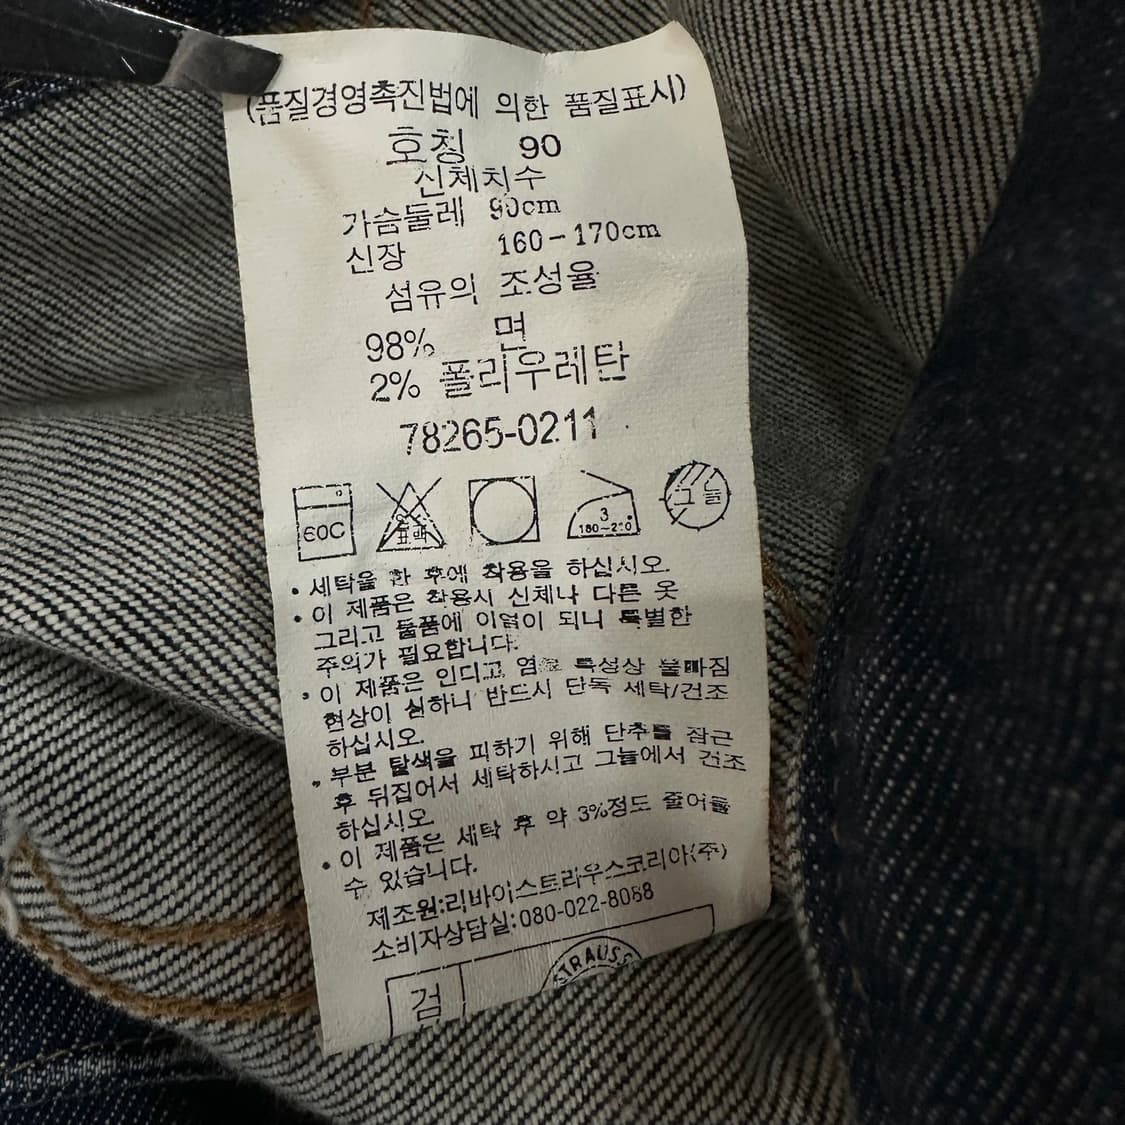 (품질경영촉진법에 의한 품질표시)
호칭 90
신체치수
가슴둘레 90cm
신장 160-170cm
섬유의 조성율
98% 면
2% 폴리우레탄
78265-0211
60C 표백 3 180~210 그늘
• 세탁을 한 후에 착용을 하십시오.
• 이 제품은 착용시 신체나 다른 옷
그리고 물품에 이염이 되니 특별한
주의가 필요합니다.
• 이 제품은 인디고 염료 특성상 물빠짐
현상이 심하니 반드시 단독 세탁/건조
하십시오.
• 부분 탈색을 피하기 위해 단추를 잠근
후 뒤집어서 세탁하시고 그늘에서 건조
하십시오
• 이 제품은 세탁 후 약 3%정도 줄어들
수 있습니다.
제조원:리바이스트라우스코리아(주)
소비자상담실:080-022-8088
STRAUSS
검